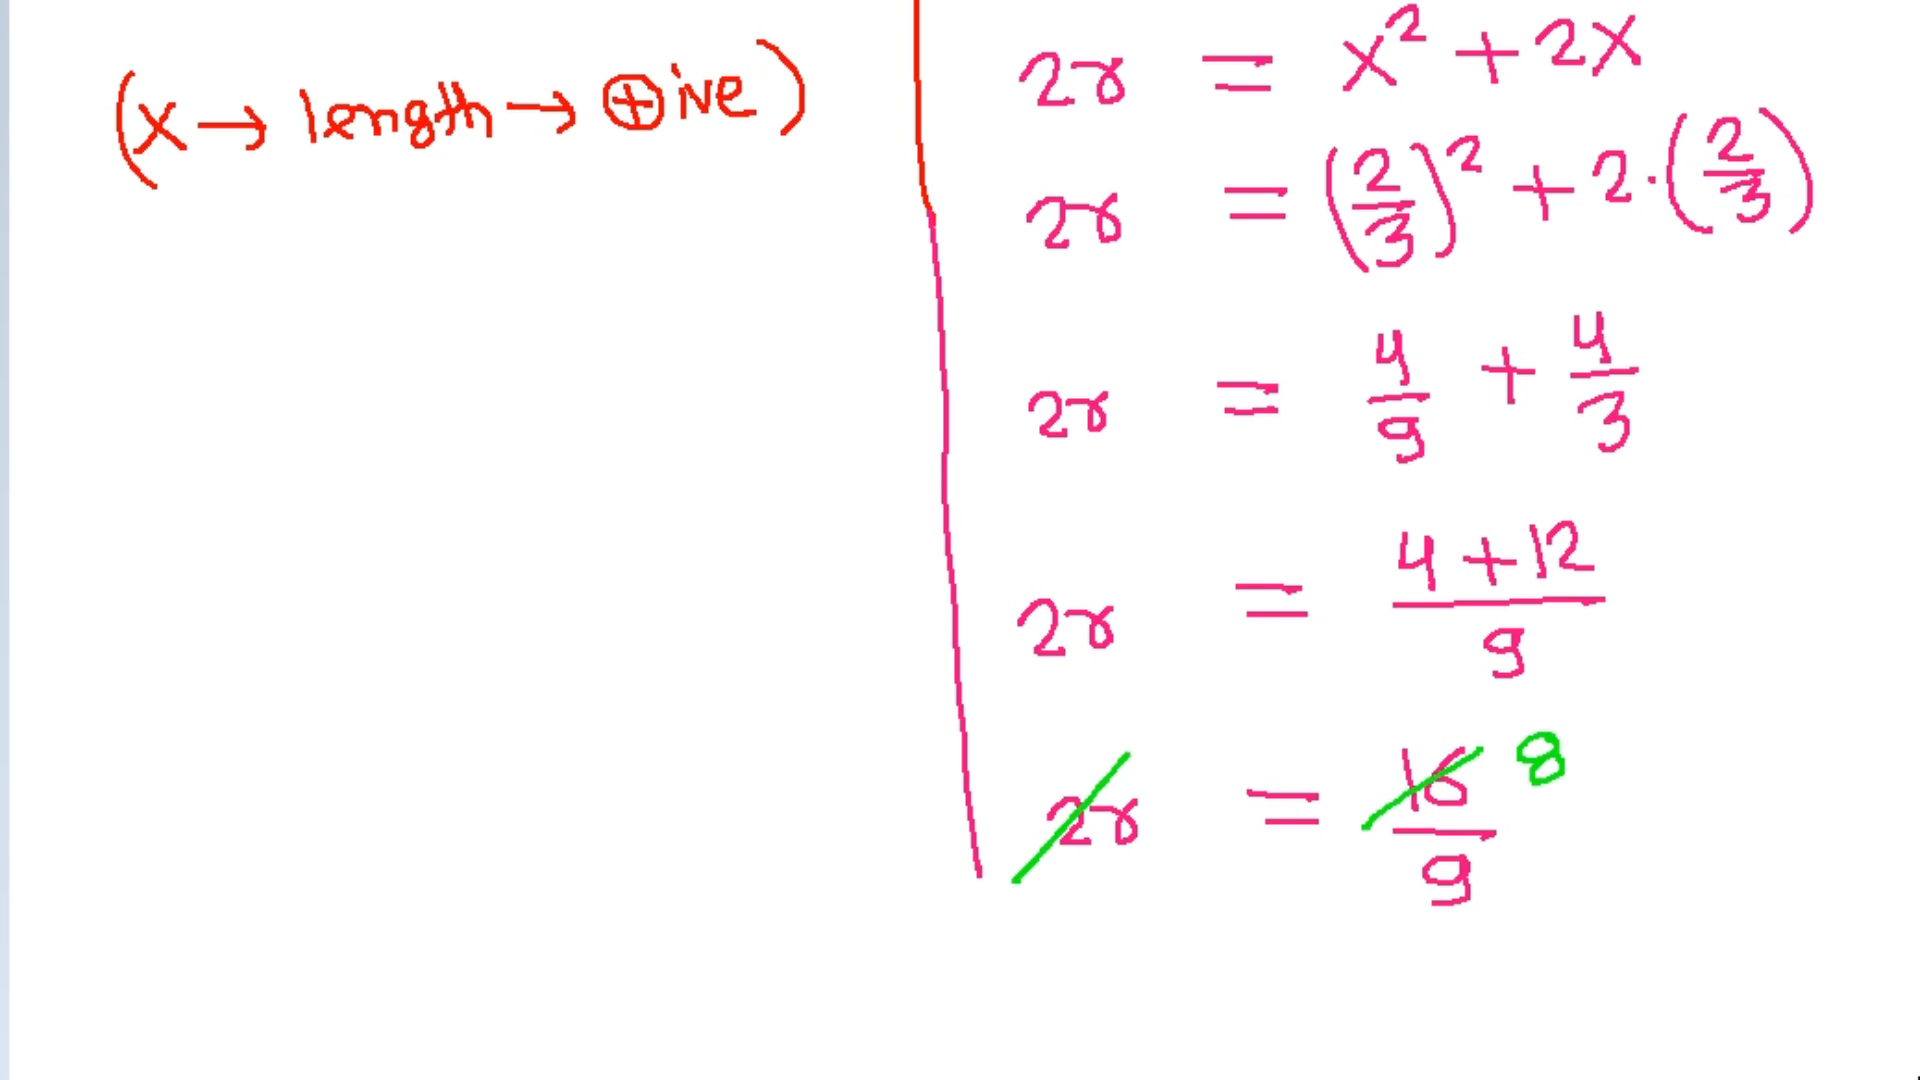 (x → length → ⊕ive)
2r = x² + 2x
2r = (2/3)² + 2·(2/3)
2r = 4/9 + 4/3
2r = (4+12)/9
2r = 16/9 8